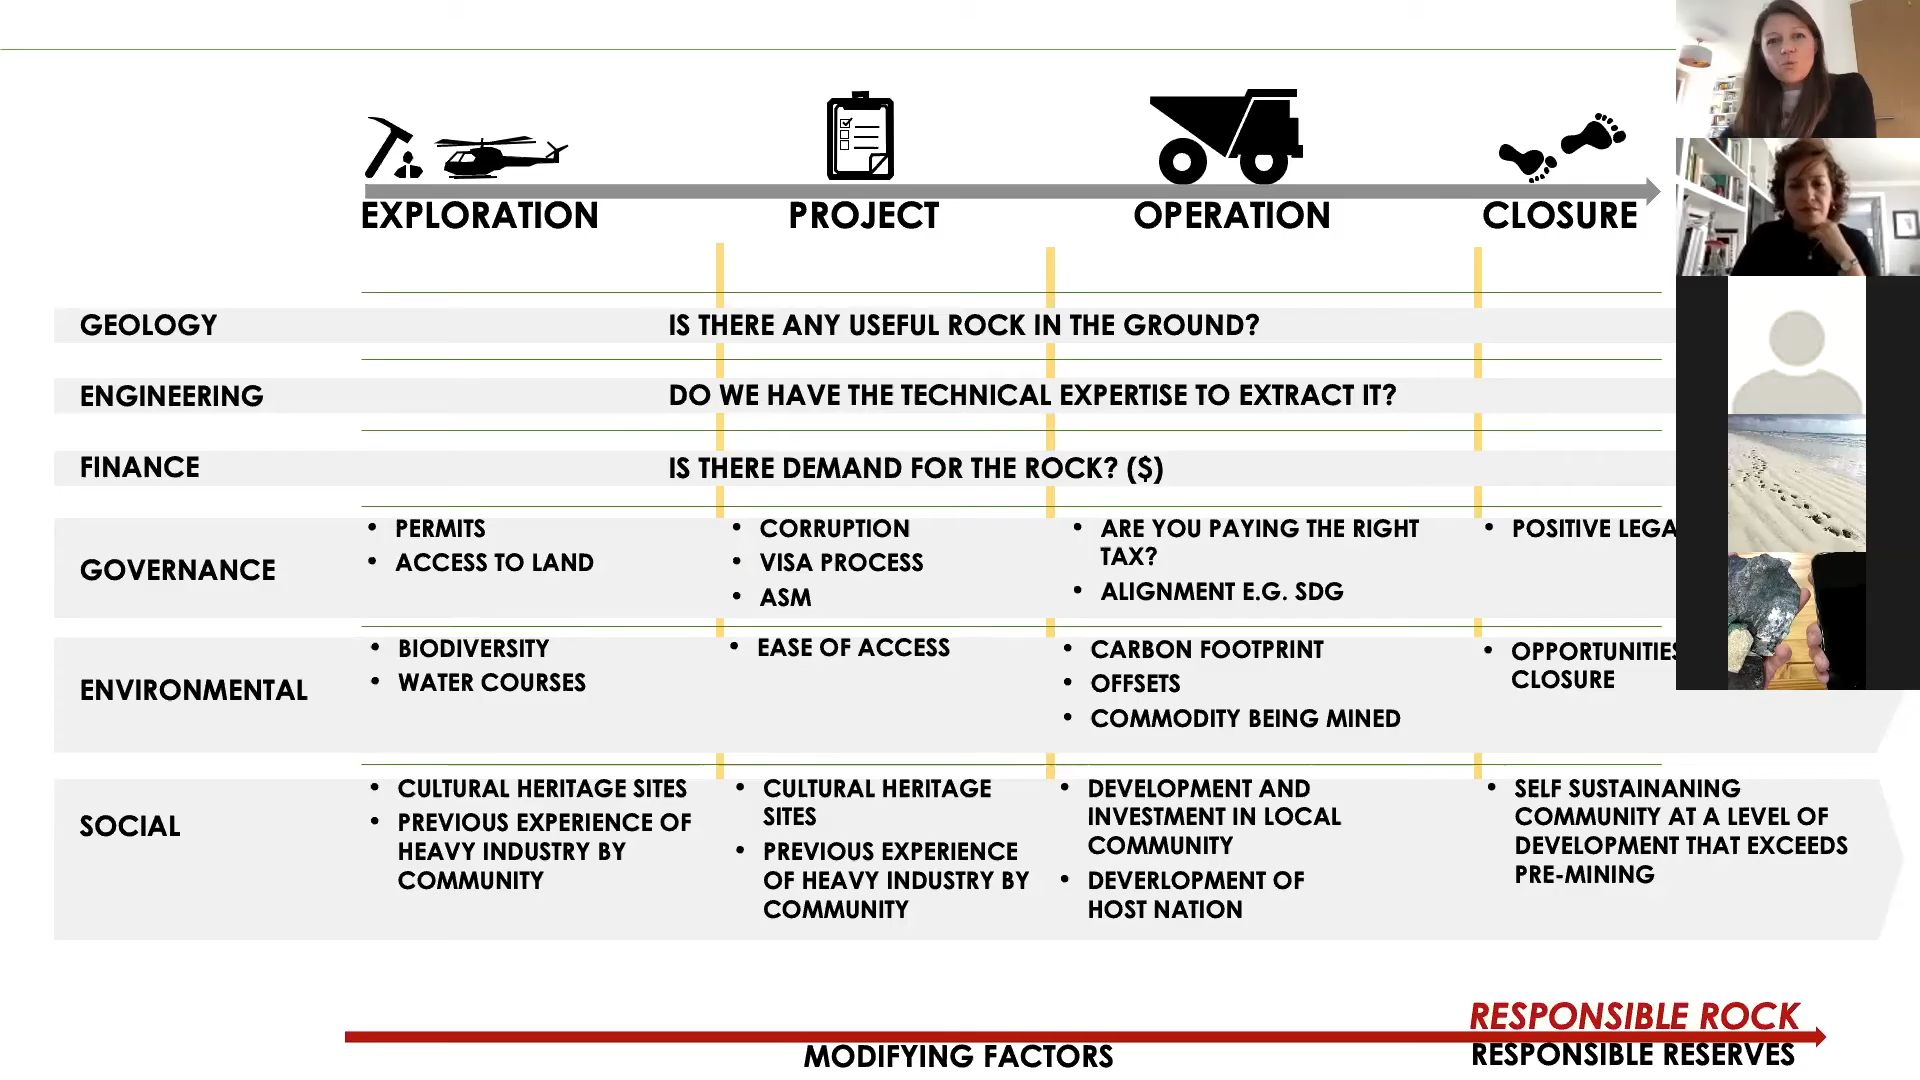 EXPLORATION
PROJECT
OPERATION
CLOSURE
GEOLOGY
IS THERE ANY USEFUL ROCK IN THE GROUND?
ENGINEERING
DO WE HAVE THE TECHNICAL EXPERTISE TO EXTRACT IT?
FINANCE
IS THERE DEMAND FOR THE ROCK? ($)
GOVERNANCE
• PERMITS
• ACCESS TO LAND
• CORRUPTION
• VISA PROCESS
• ASM
• ARE YOU PAYING THE RIGHT
TAX?
• ALIGNMENT E.G. SDG
• POSITIVE LEGA
ENVIRONMENTAL
• BIODIVERSITY
• WATER COURSES
• EASE OF ACCESS
• CARBON FOOTPRINT
• OFFSETS
• COMMODITY BEING MINED
• OPPORTUNITIES
CLOSURE
SOCIAL
• CULTURAL HERITAGE SITES
• PREVIOUS EXPERIENCE OF
HEAVY INDUSTRY BY
COMMUNITY
• CULTURAL HERITAGE
SITES
• PREVIOUS EXPERIENCE
OF HEAVY INDUSTRY BY
COMMUNITY
• DEVELOPMENT AND
INVESTMENT IN LOCAL
COMMUNITY
• DEVERLOPMENT OF
HOST NATION
• SELF SUSTAINANING
COMMUNITY AT A LEVEL OF
DEVELOPMENT THAT EXCEEDS
PRE-MINING
RESPONSIBLE ROCK
MODIFYING FACTORS
RESPONSIBLE RESERVES